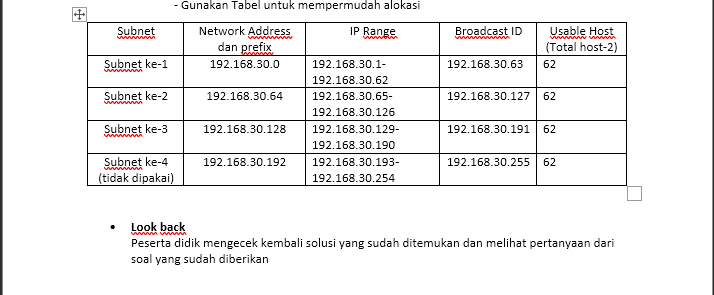 - Gunakan Tabel untuk mempermudah alokasi
Subnet Network Address IP Range Broadcast ID Usable Host
dan prefix (Total host-2)
Subnet ke-1 192.168.30.0 192.168.30.1- 192.168.30.63 62
192.168.30.62
Subnet ke-2 192.168.30.64 192.168.30.65- 192.168.30.127 62
192.168.30.126
Subnet ke-3 192.168.30.128 192.168.30.129- 192.168.30.191 62
192.168.30.190
Subnet ke-4 192.168.30.192 192.168.30.193- 192.168.30.255 62
(tidak dipakai) 192.168.30.254
• Look back
Peserta didik mengecek kembali solusi yang sudah ditemukan dan melihat pertanyaan dari
soal yang sudah diberikan